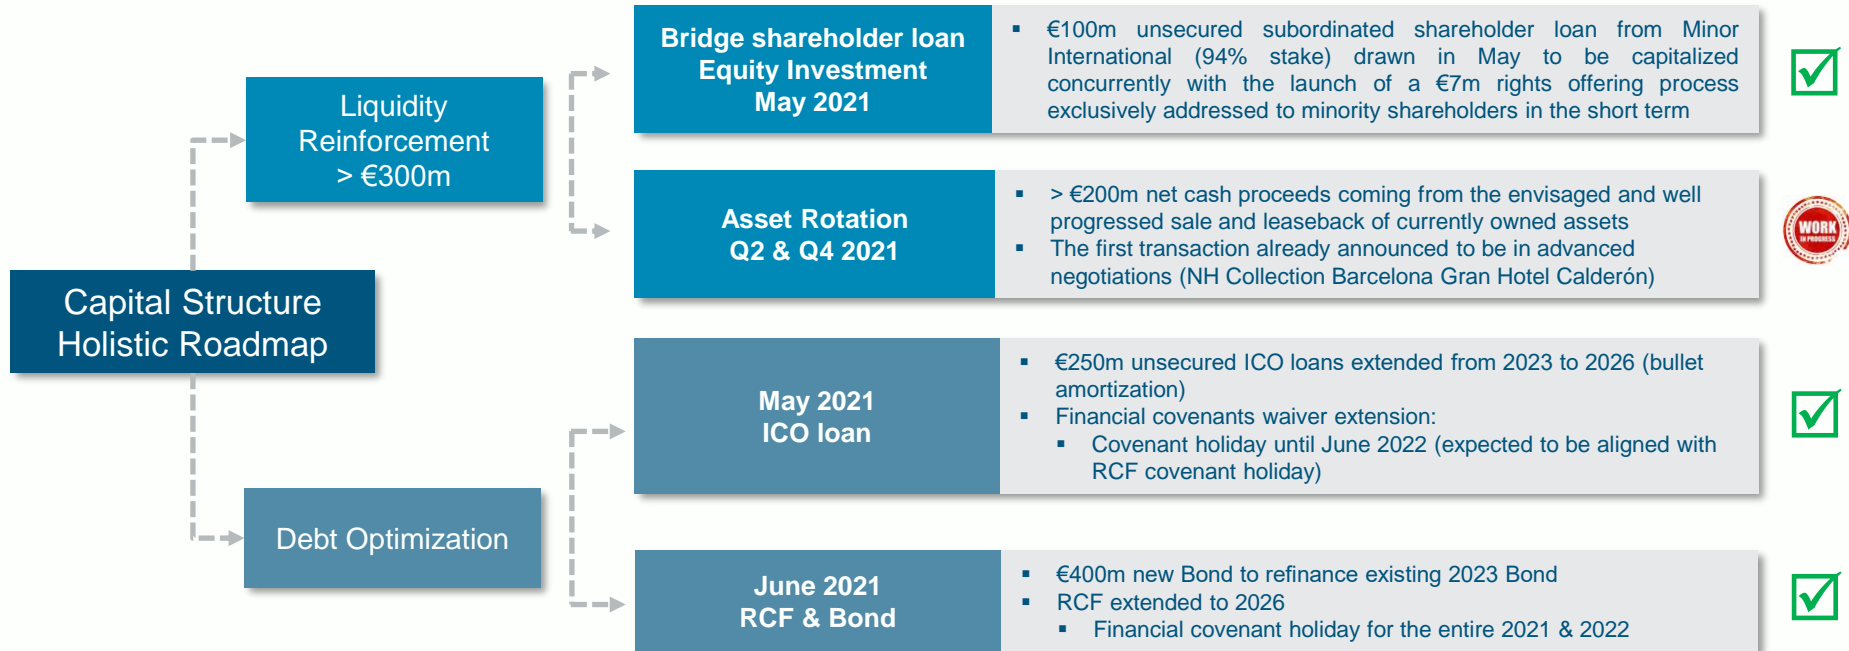 Capital Structure
Holistic Roadmap
Liquidity
Reinforcement
> €300m
Bridge shareholder loan
Equity Investment
May 2021
▪ €100m unsecured subordinated shareholder loan from Minor
International (94% stake) drawn in May to be capitalized
concurrently with the launch of a €7m rights offering process
exclusively addressed to minority shareholders in the short term
Asset Rotation
Q2 & Q4 2021
▪ > €200m net cash proceeds coming from the envisaged and well
progressed sale and leaseback of currently owned assets
▪ The first transaction already announced to be in advanced
negotiations (NH Collection Barcelona Gran Hotel Calderón)
WORK
IN PROGRESS
Debt Optimization
May 2021
ICO loan
▪ €250m unsecured ICO loans extended from 2023 to 2026 (bullet
amortization)
▪ Financial covenants waiver extension:
▪ Covenant holiday until June 2022 (expected to be aligned with
RCF covenant holiday)
June 2021
RCF & Bond
▪ €400m new Bond to refinance existing 2023 Bond
▪ RCF extended to 2026
▪ Financial covenant holiday for the entire 2021 & 2022